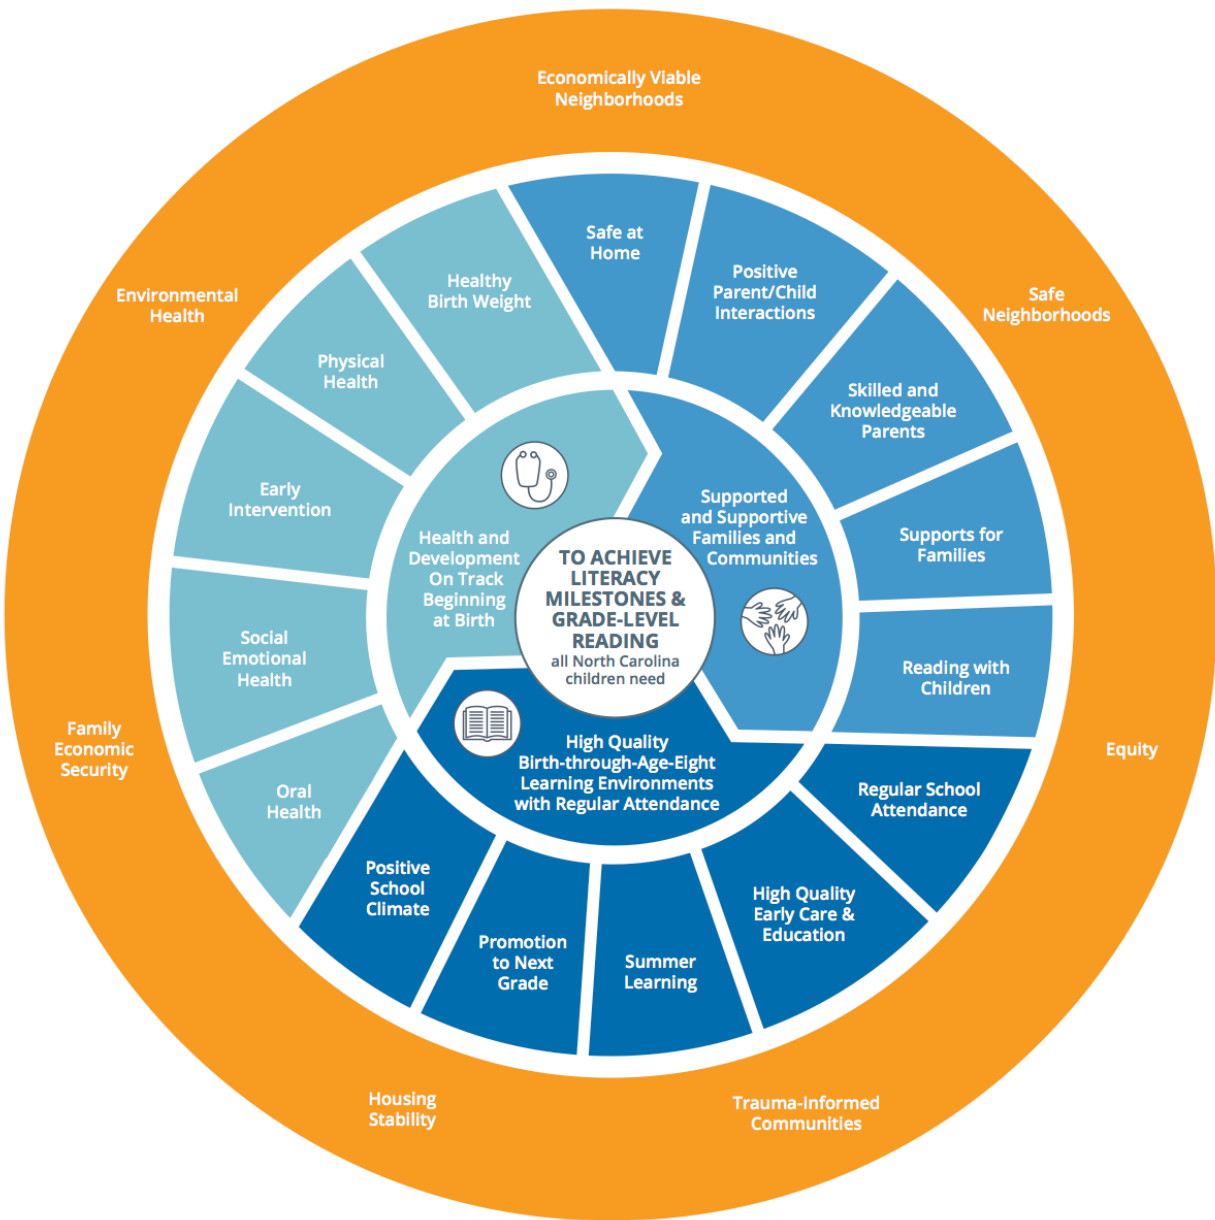 Economically Viable
Neighborhoods
Safe
Neighborhoods
Equity
Trauma-Informed
Communities
Housing
Stability
Family
Economic
Security
Environmental
Health
Safe at
Home
Positive
Parent/Child
Interactions
Skilled and
Knowledgeable
Parents
Supports for
Families
Reading with
Children
Regular School
Attendance
High Quality
Early Care &
Education
Summer
Learning
Promotion
to Next
Grade
Positive
School
Climate
Oral
Health
Social
Emotional
Health
Early
Intervention
Physical
Health
Healthy
Birth Weight
Health and
Development
On Track
Beginning
at Birth
Supported
and Supportive
Families and
Communities
High Quality
Birth-through-Age-Eight
Learning Environments
with Regular Attendance
TO ACHIEVE
LITERACY
MILESTONES &
GRADE-LEVEL
READING
all North Carolina
children need